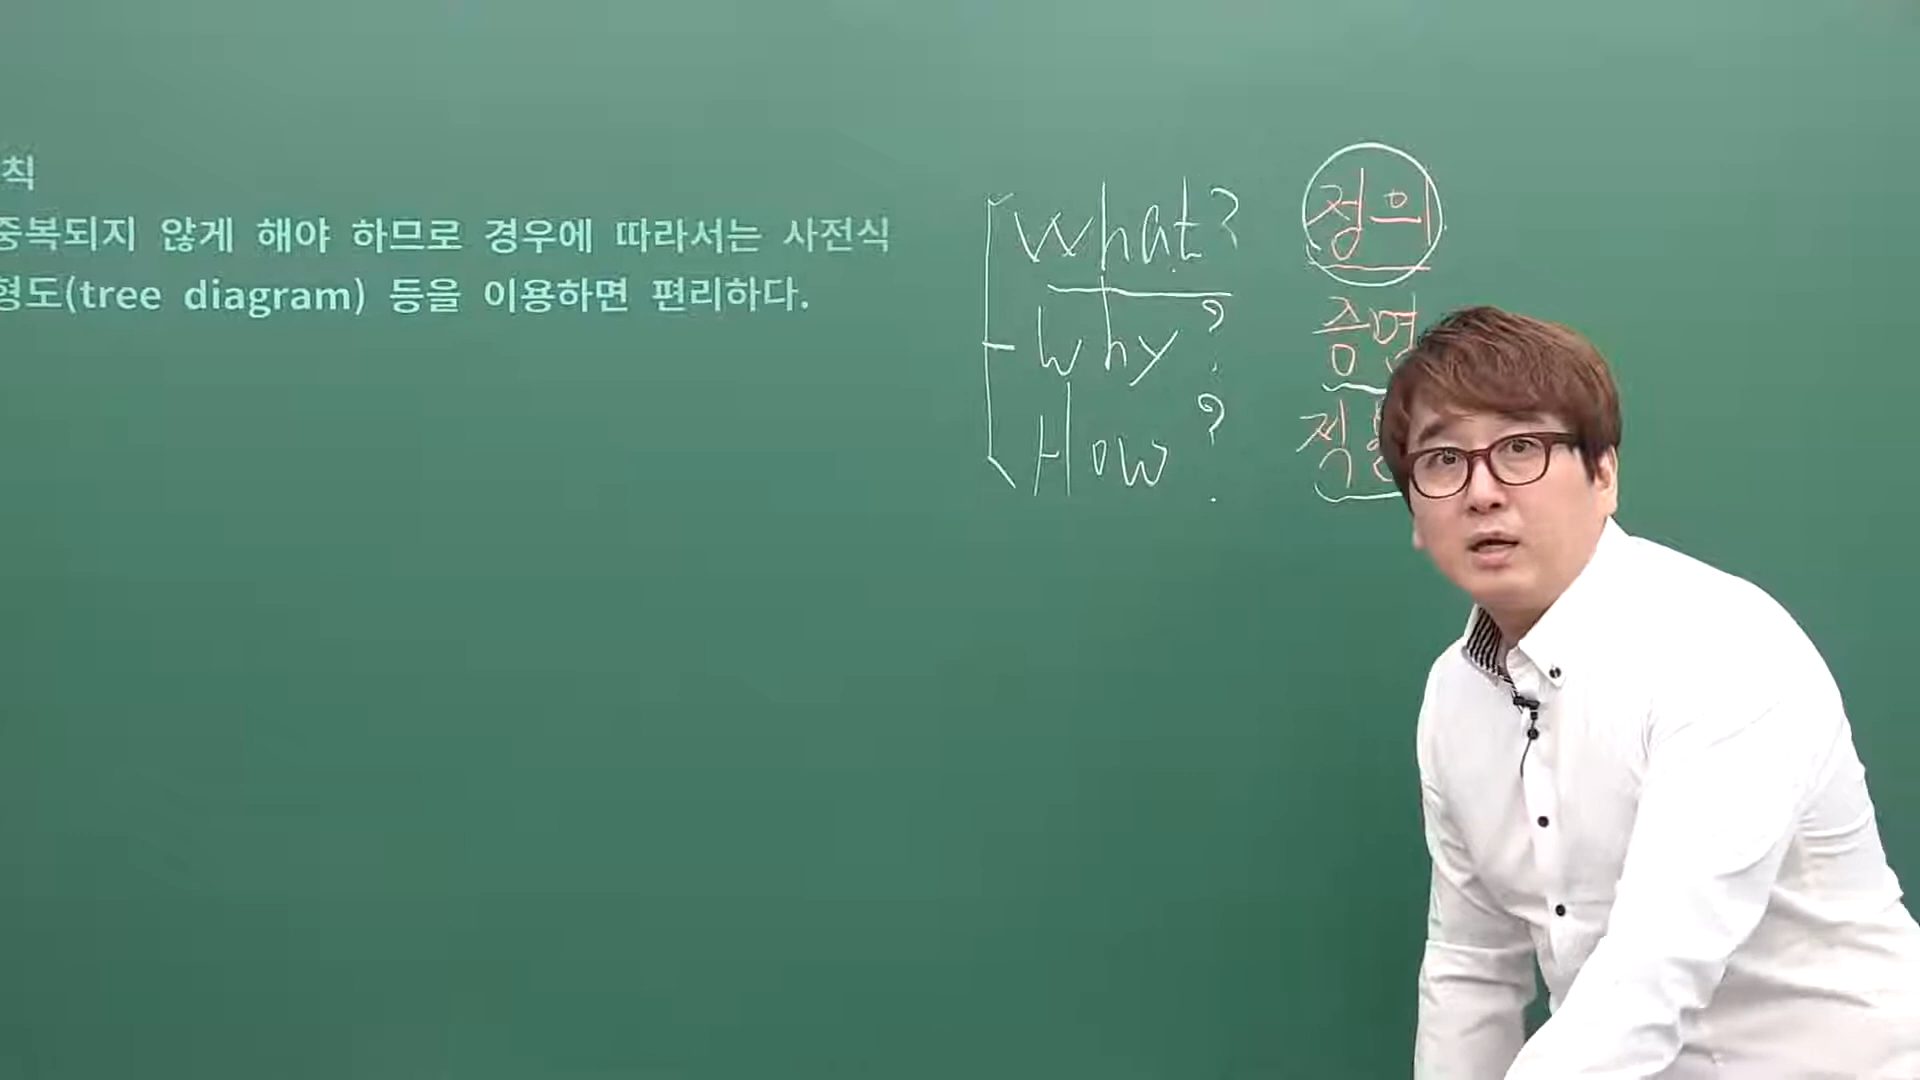 칙
중복되지 않게 해야 하므로 경우에 따라서는 사전식
형도(tree diagram) 등을 이용하면 편리하다.
What? 정의
Why? 증명
How?